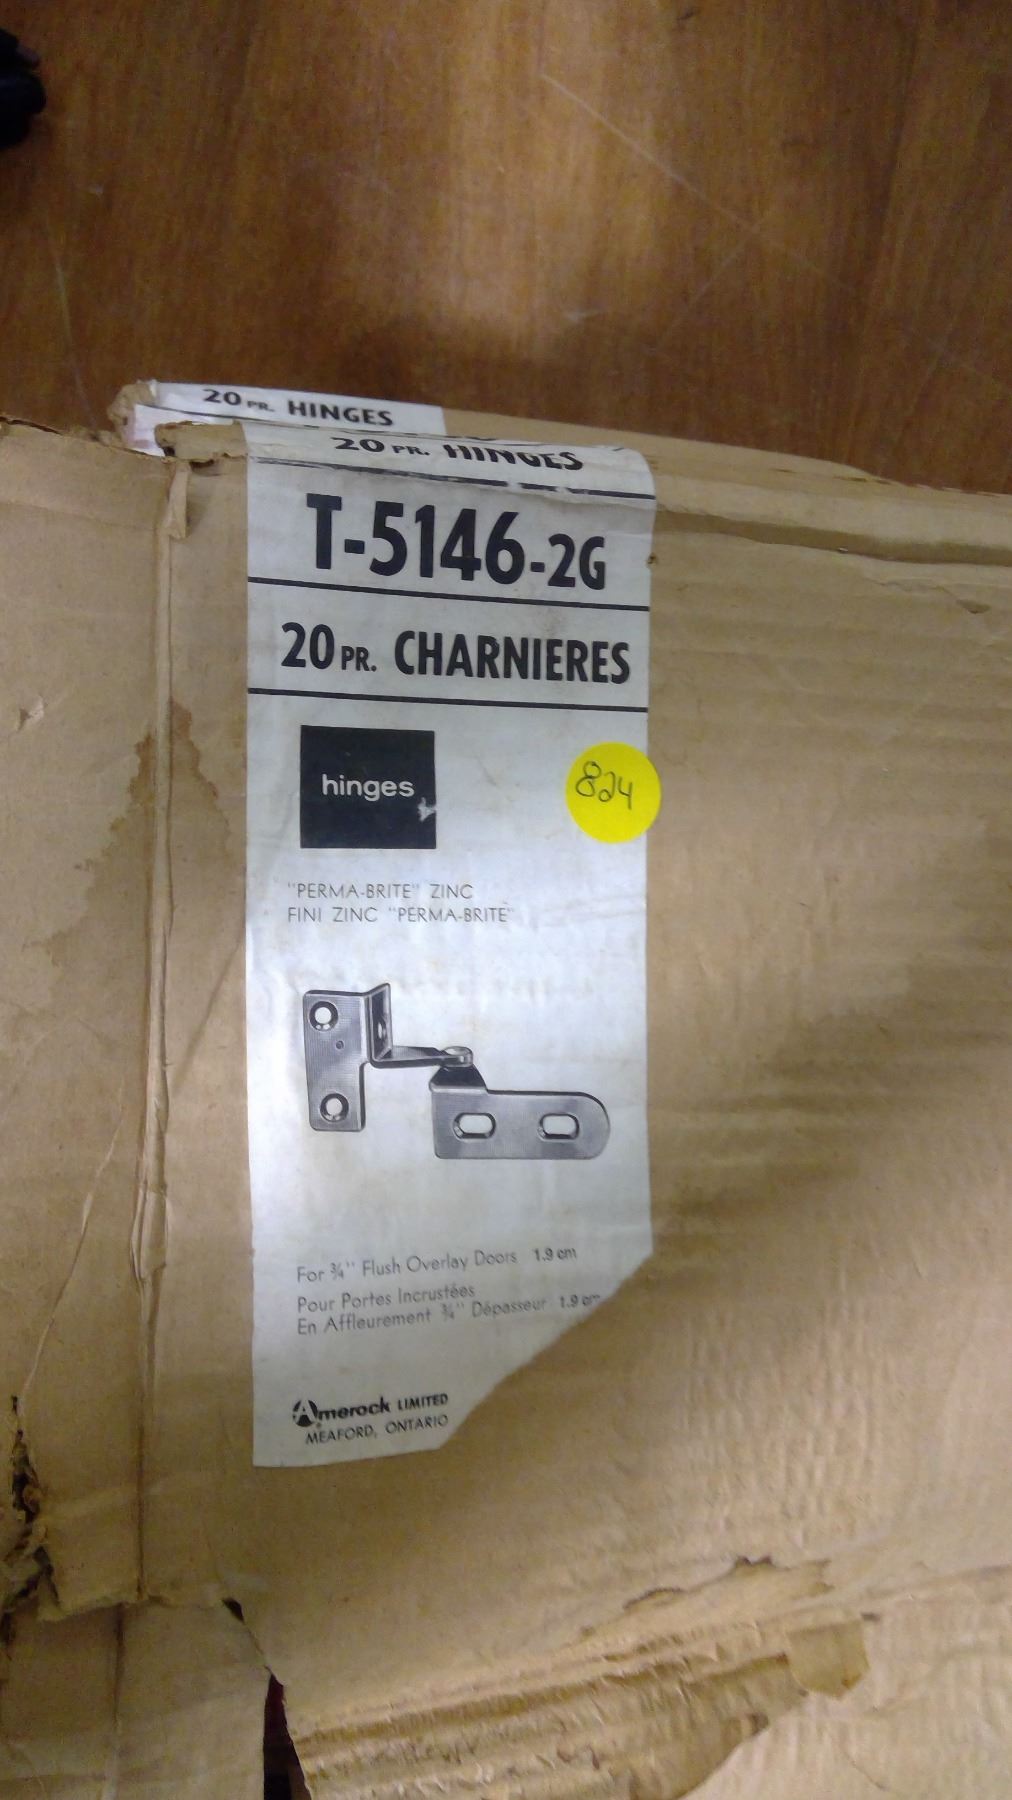 20 PR. HINGES
20 PR. HINGES
T-5146-2G
20 PR. CHARNIERES
hinges
824
"PERMA-BRITE" ZINC
FINI ZINC "PERMA-BRITE"
For ¾" Flush Overlay Doors 1.9 cm
Pour Portes Incrustées
En Affleurement ¾" Dépasseur 1.9 cm
Amerock LIMITED
MEAFORD, ONTARIO